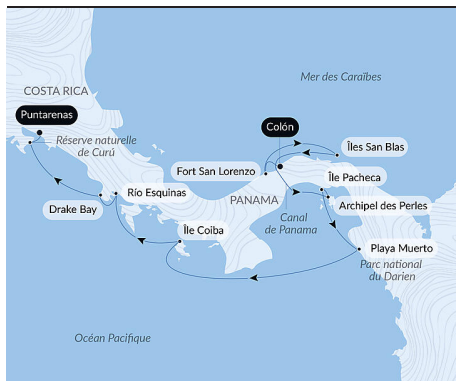 Mer des Caraïbes
COSTA RICA
Puntarenas
Colón
Réserve naturelle
de Curú
Îles San Blas
Fort San Lorenzo
Île Pacheca
Río Esquinas
PANAMA
Archipel des Perles
Drake Bay
Canal
de Panama
Île Coiba
Playa Muerto
Parc national
du Darien
Océan Pacifique